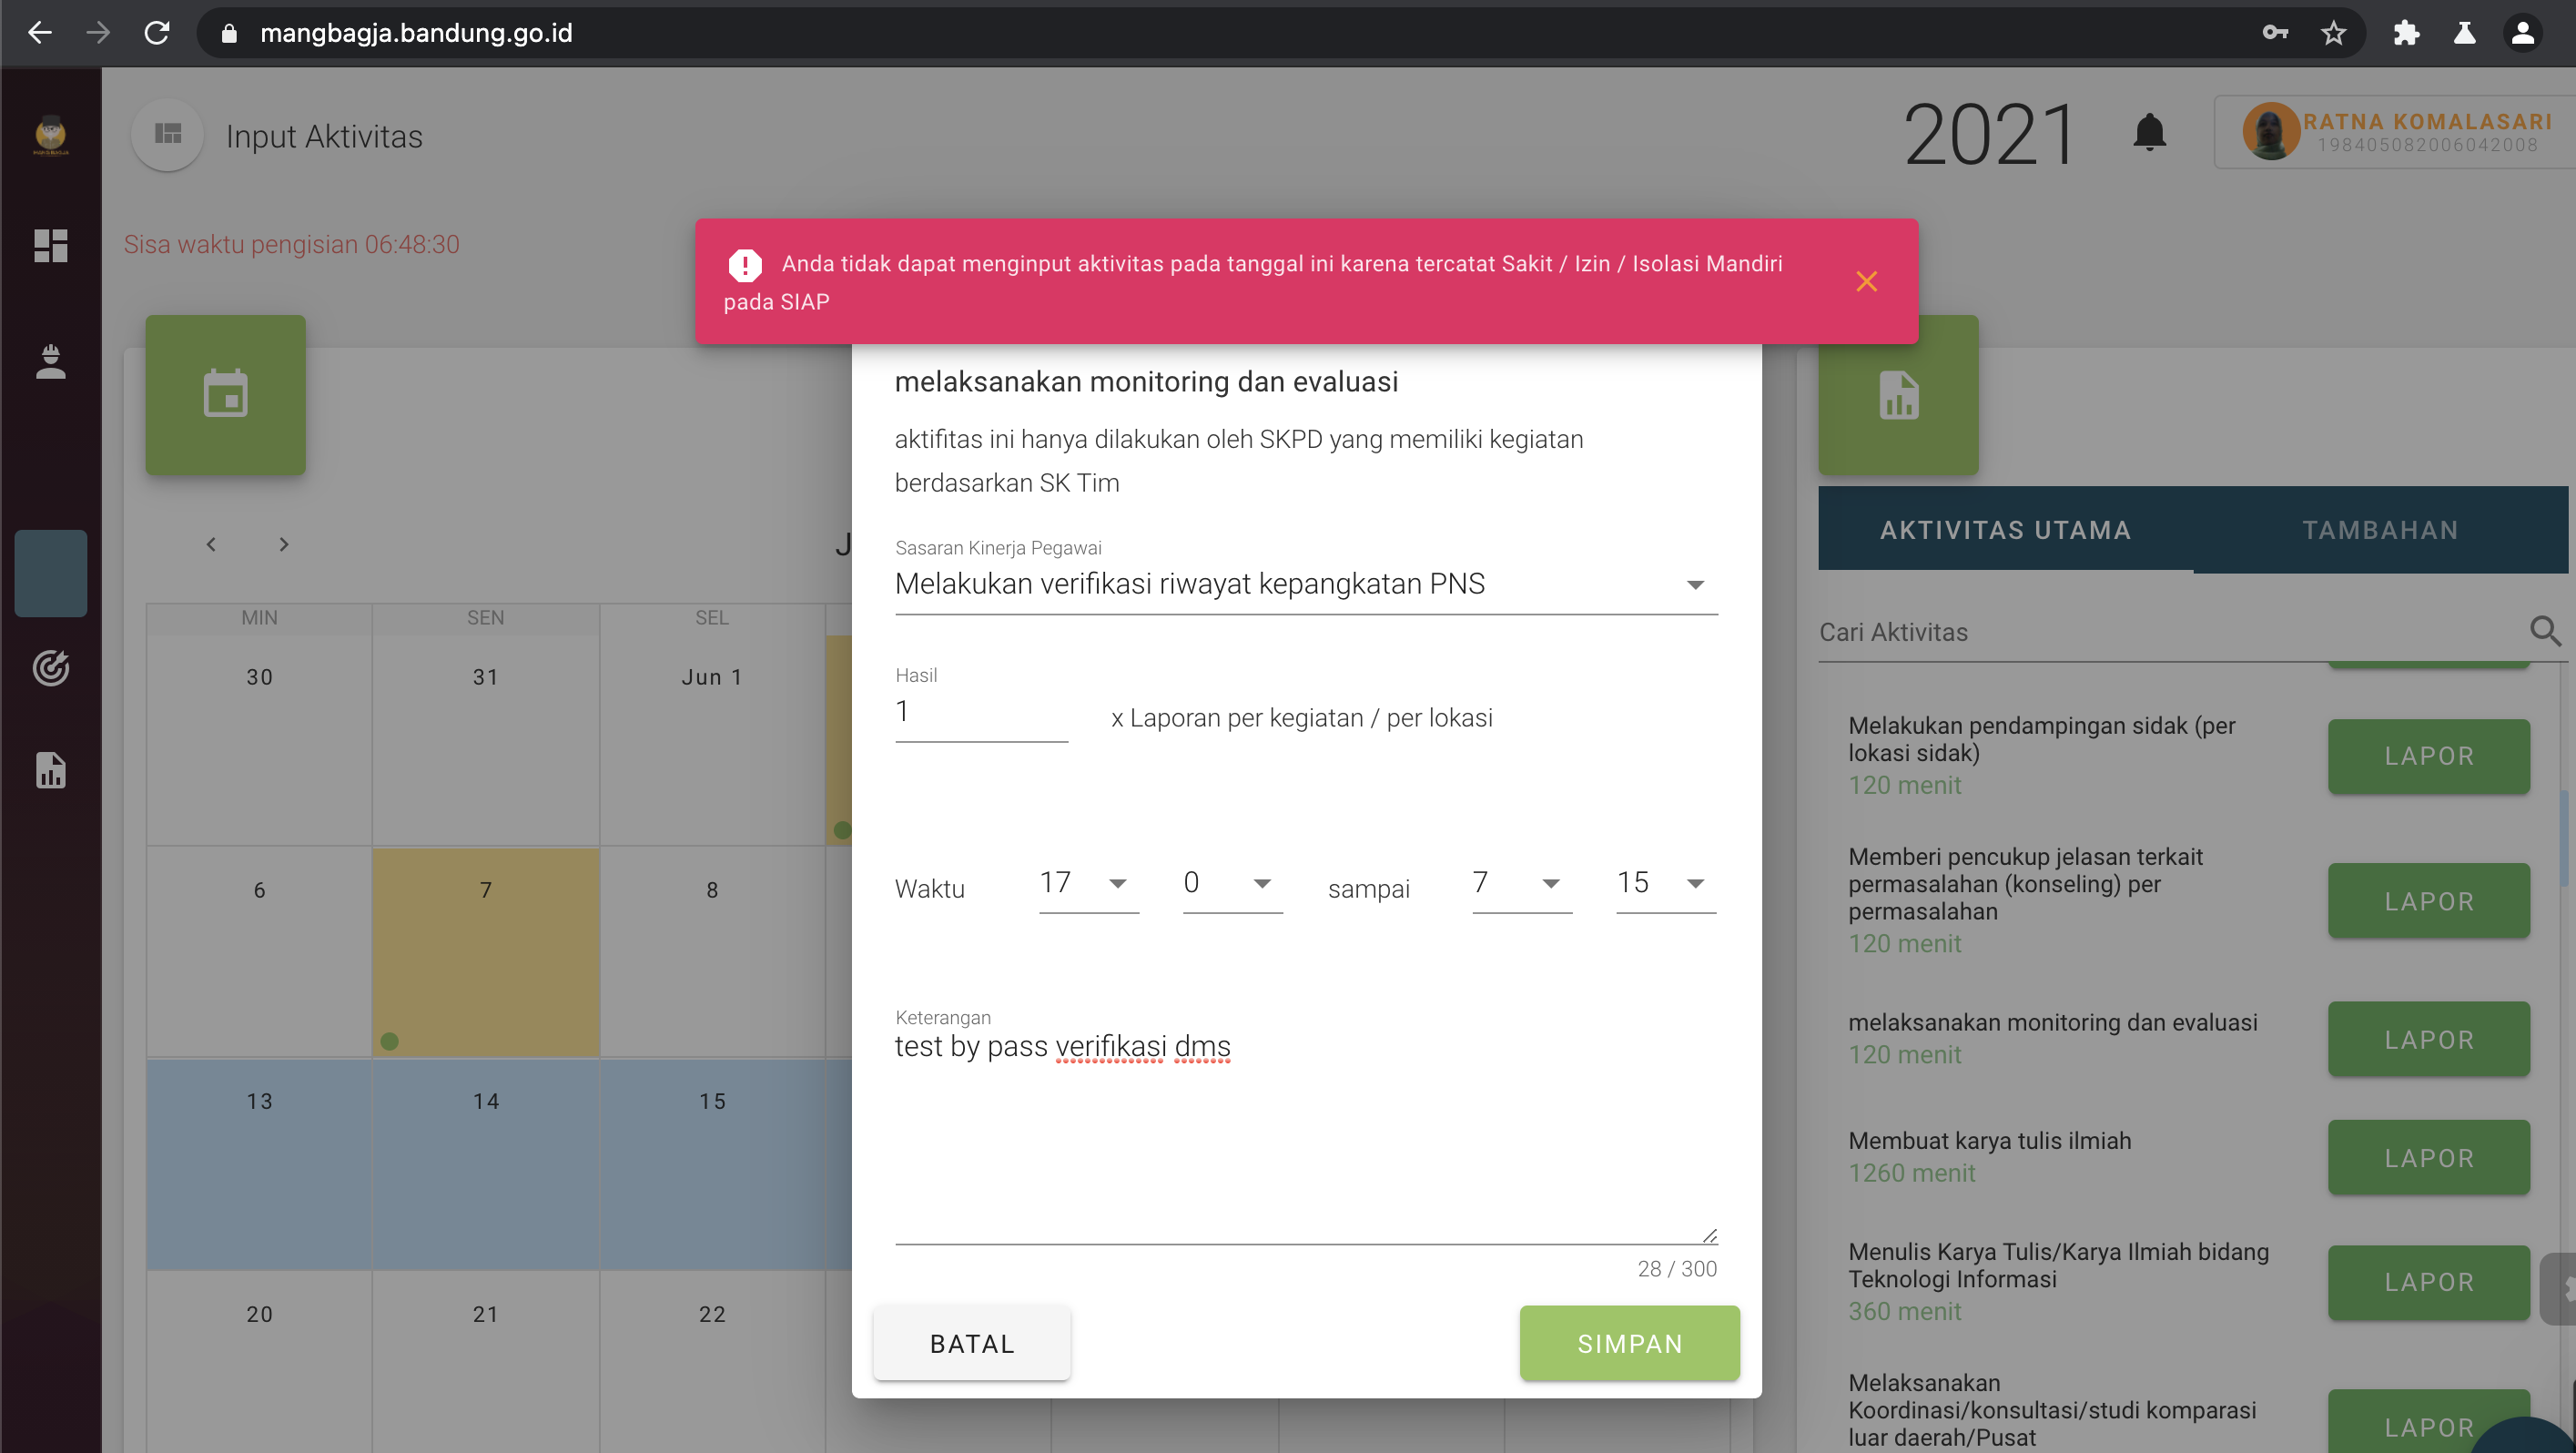 mangbagja.bandung.go.id
Input Aktivitas
2021
RATNA KOMALASARI
198405082006042008
Sisa waktu pengisian 06:48:30
Anda tidak dapat menginput aktivitas pada tanggal ini karena tercatat Sakit / Izin / Isolasi Mandiri
pada SIAP
melaksanakan monitoring dan evaluasi
aktifitas ini hanya dilakukan oleh SKPD yang memiliki kegiatan
berdasarkan SK Tim
Sasaran Kinerja Pegawai
Melakukan verifikasi riwayat kepangkatan PNS
Hasil
1
x Laporan per kegiatan / per lokasi
Waktu 17 0 sampai 7 15
Keterangan
test by pass verifikasi dms
28 / 300
BATAL
SIMPAN
J
MIN SEN SEL
30 31 Jun 1
6 7 8
13 14 15
20 21 22
AKTIVITAS UTAMA
TAMBAHAN
Cari Aktivitas
Melakukan pendampingan sidak (per
lokasi sidak)
120 menit
LAPOR
Memberi pencukup jelasan terkait
permasalahan (konseling) per
permasalahan
120 menit
LAPOR
melaksanakan monitoring dan evaluasi
120 menit
LAPOR
Membuat karya tulis ilmiah
1260 menit
LAPOR
Menulis Karya Tulis/Karya Ilmiah bidang
Teknologi Informasi
360 menit
LAPOR
Melaksanakan
Koordinasi/konsultasi/studi komparasi
luar daerah/Pusat
LAPOR